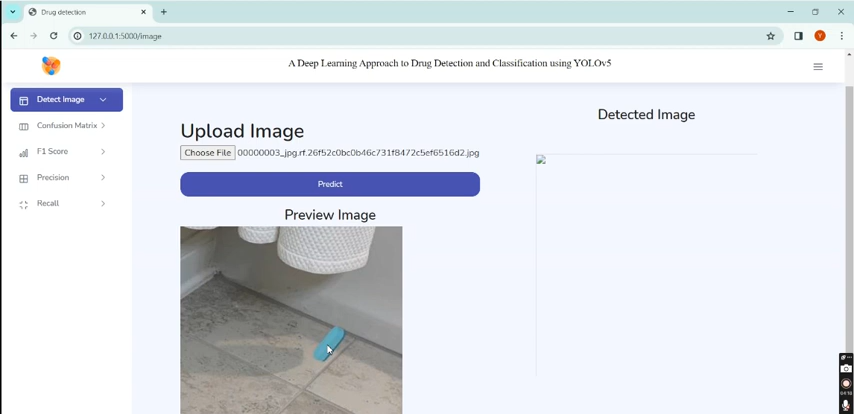 Drug detection
127.0.0.1:5000/image
Y
A Deep Learning Approach to Drug Detection and Classification using YOLOv5
Detect Image
Confusion Matrix
F1 Score
Precision
Recall
Upload Image
Choose File 00000003_jpg.rf.26f52c0bc0b46c731f8472c5ef6516d2.jpg
Predict
Preview Image
Detected Image
04:18